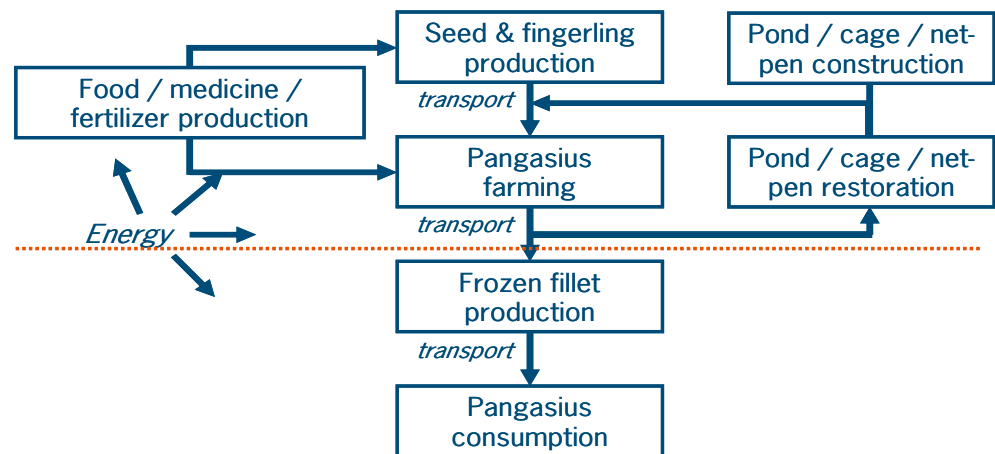 Seed & fingerling
production
Pond / cage / net-
pen construction
Food / medicine /
fertilizer production
transport
Pangasius
farming
Pond / cage / net-
pen restoration
transport
Energy
Frozen fillet
production
transport
Pangasius
consumption